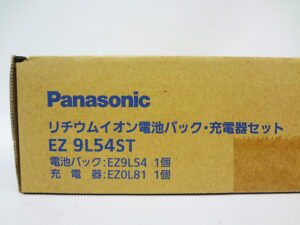 Panasonic
リチウムイオン電池パック・充電器セット
EZ 9L54ST
電池パック:EZ9L54 1個
充電器:EZ0L81 1個